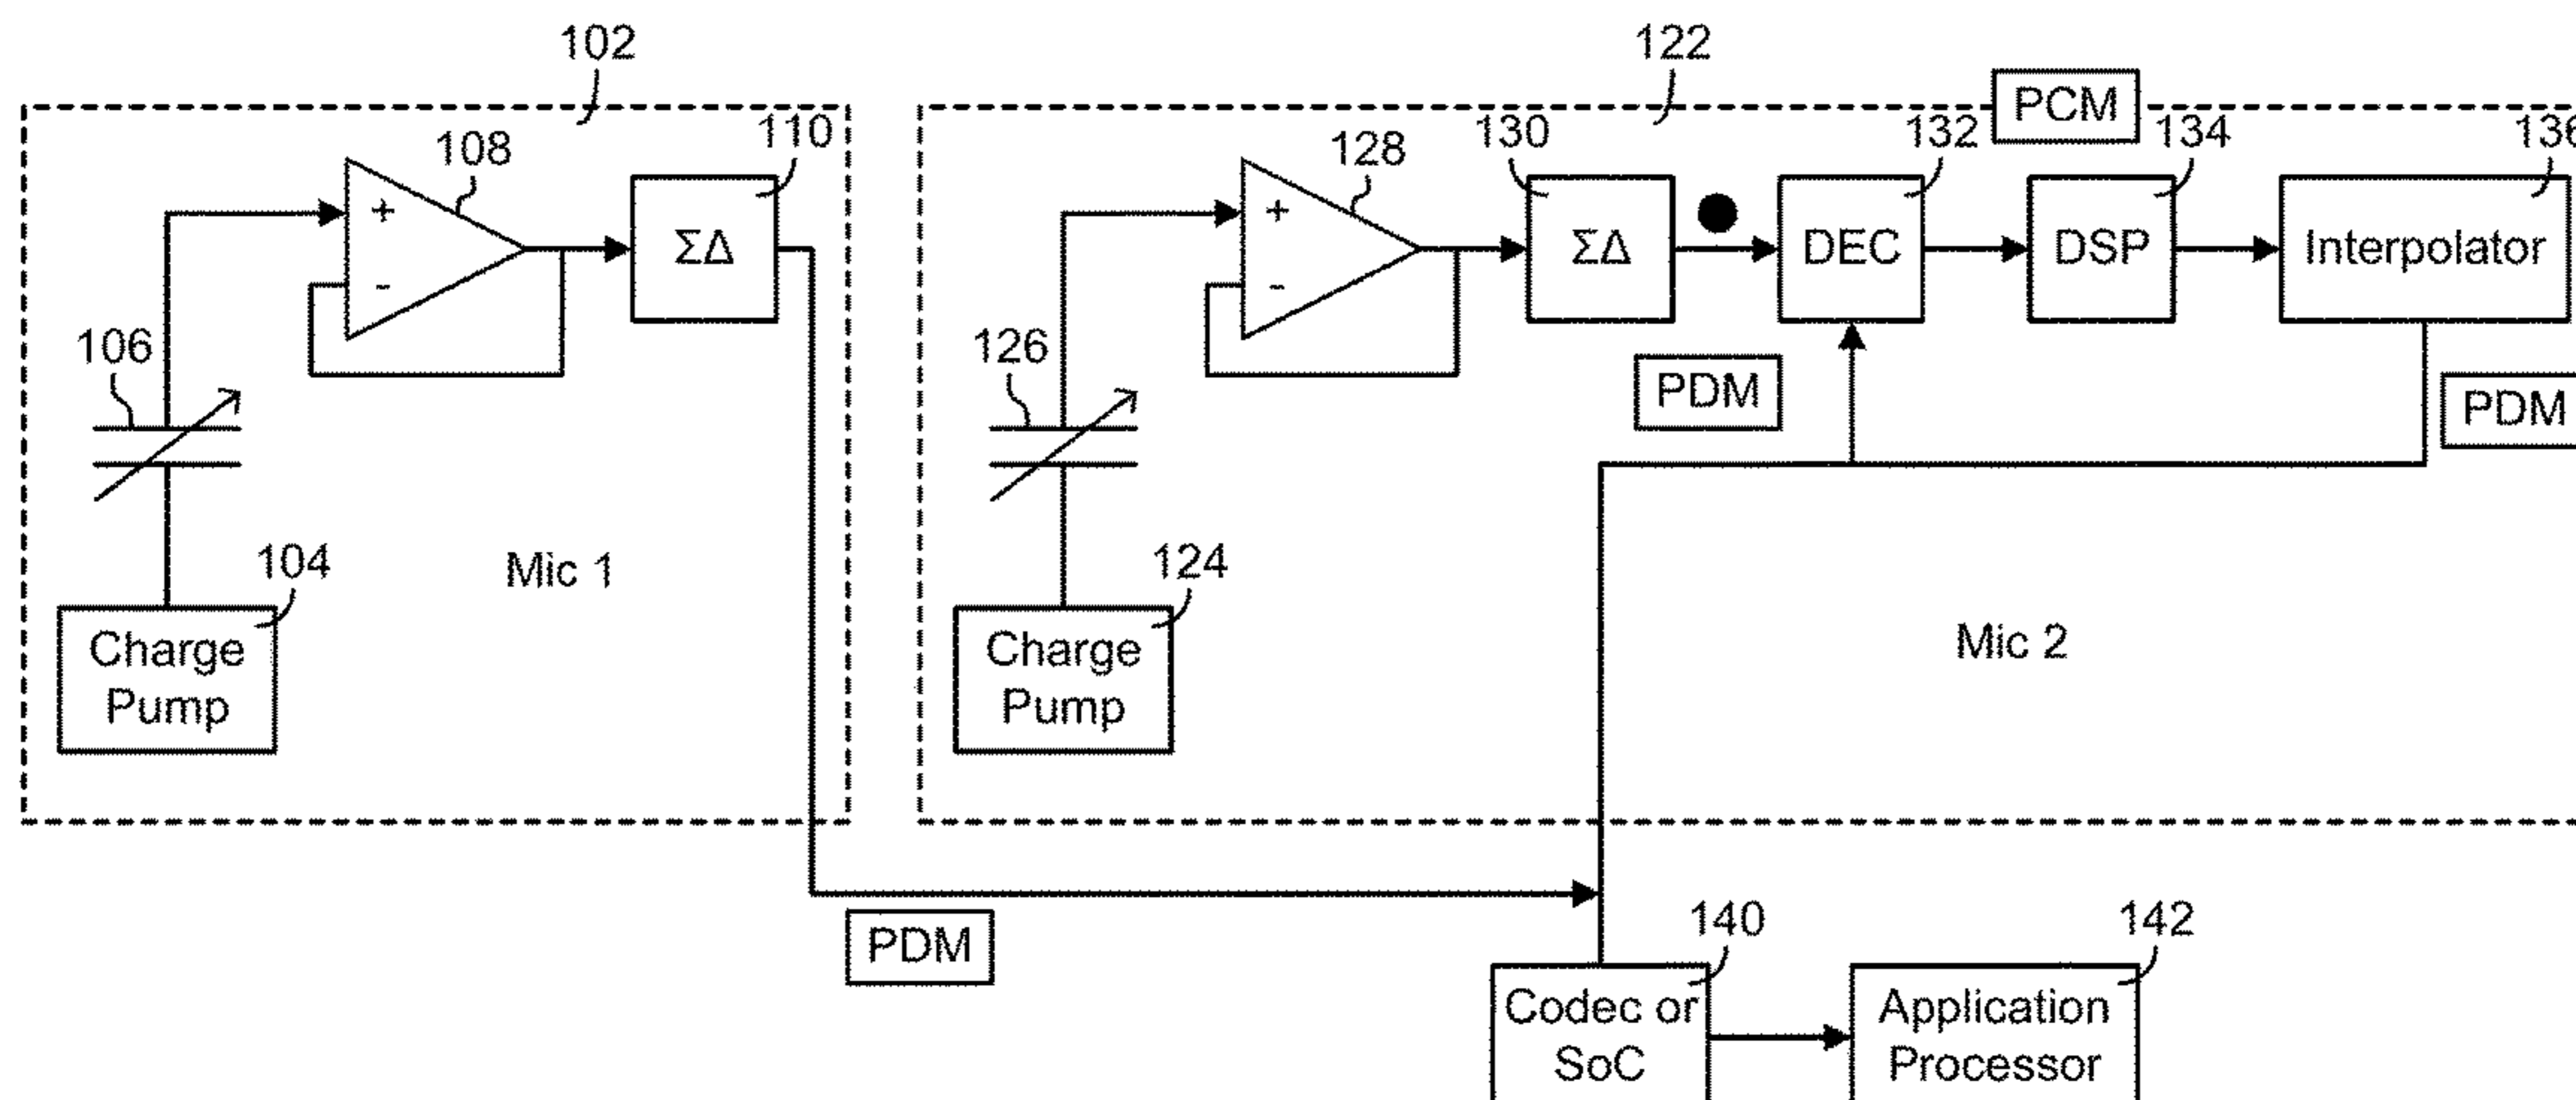 102
122
PCM
110
108
128
130
132
134
136
+
-
ΣΔ
+
-
ΣΔ
DEC
DSP
Interpolator
106
126
PDM
PDM
104
Mic 1
124
Mic 2
Charge
Pump
Charge
Pump
PDM
140
142
Codec or
SoC
Application
Processor